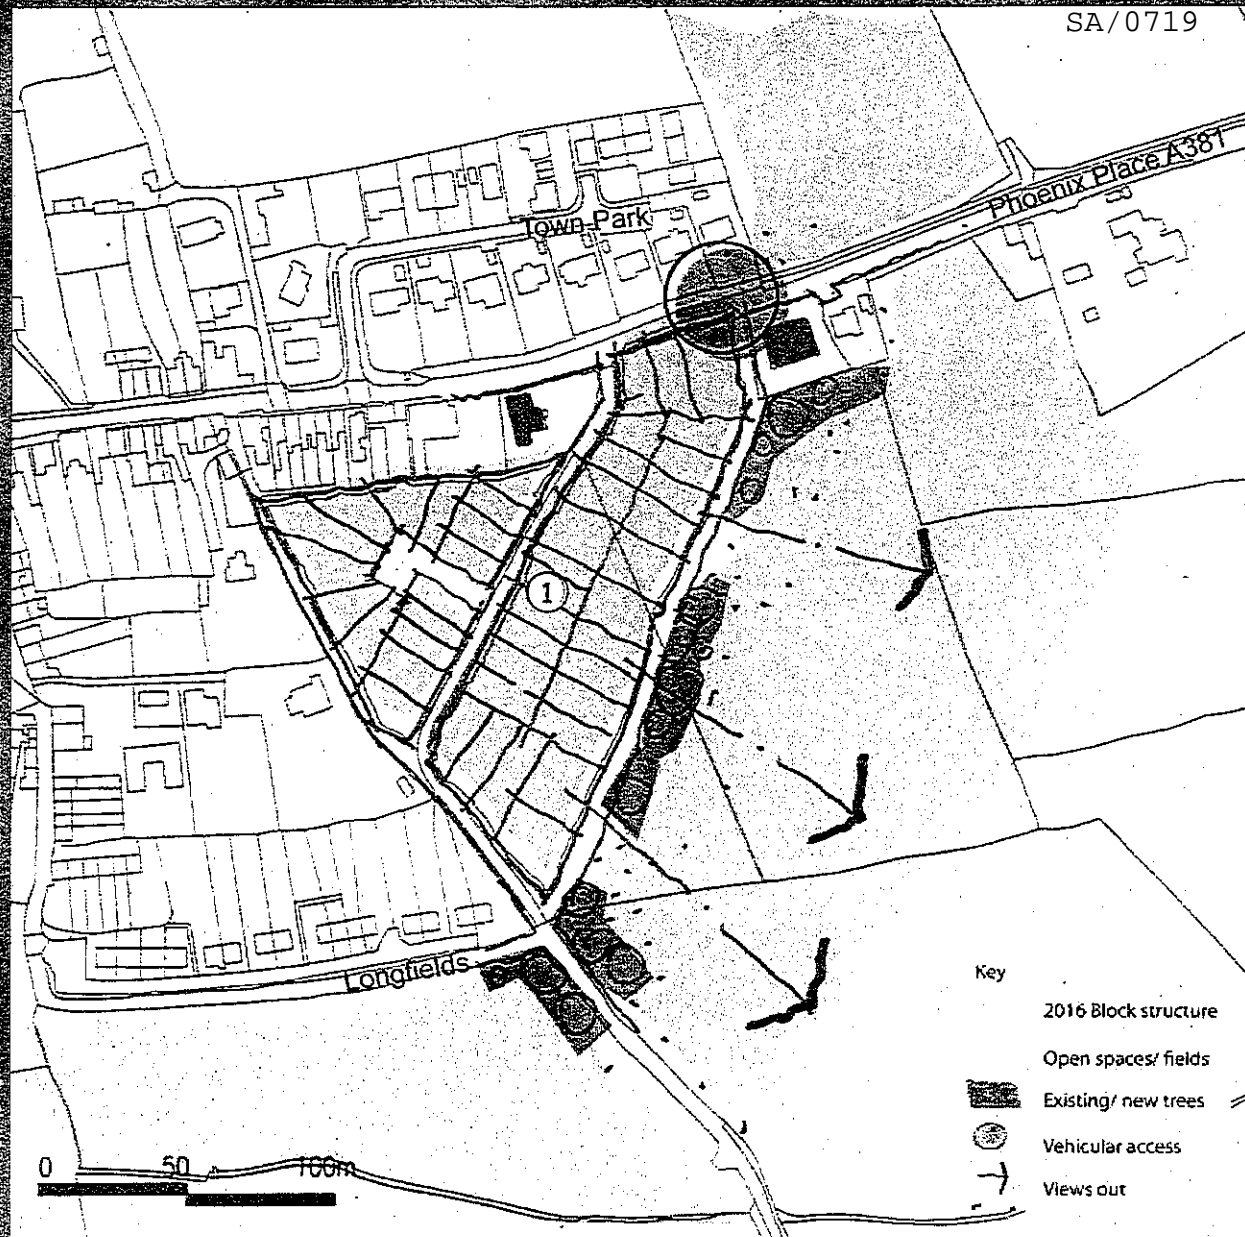 SA/0719
Phoenix Place A381
Town Park
1
Longfields
Key
2016 Block structure
Open spaces/ fields
Existing/ new trees
Vehicular access
Views out
0 50 100m